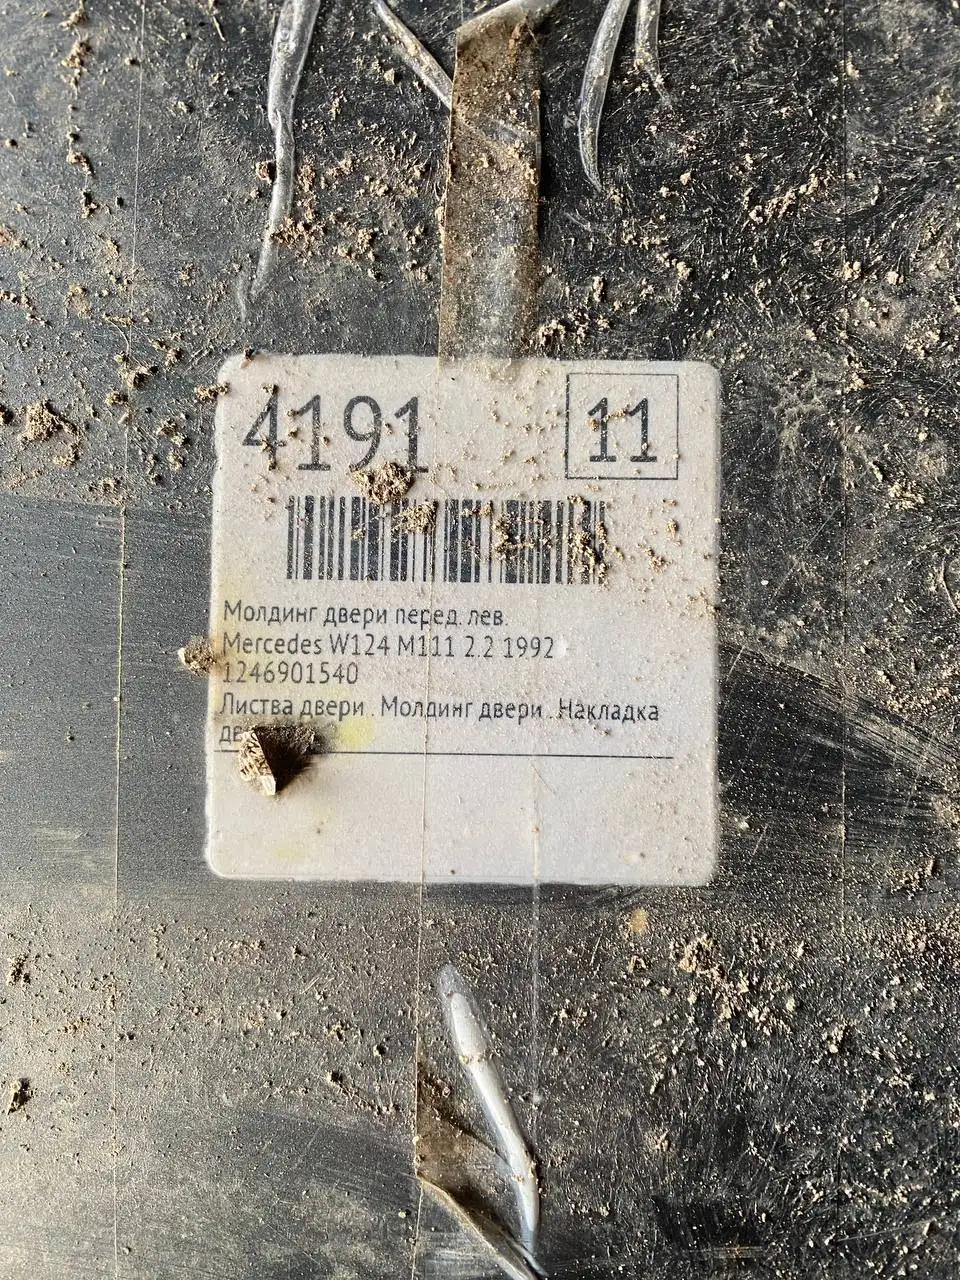 4191 11
Молдинг двери перед. лев.
Mercedes W124 M111 2.2 1992
1246901540
Листва двери . Молдинг двери . Накладка